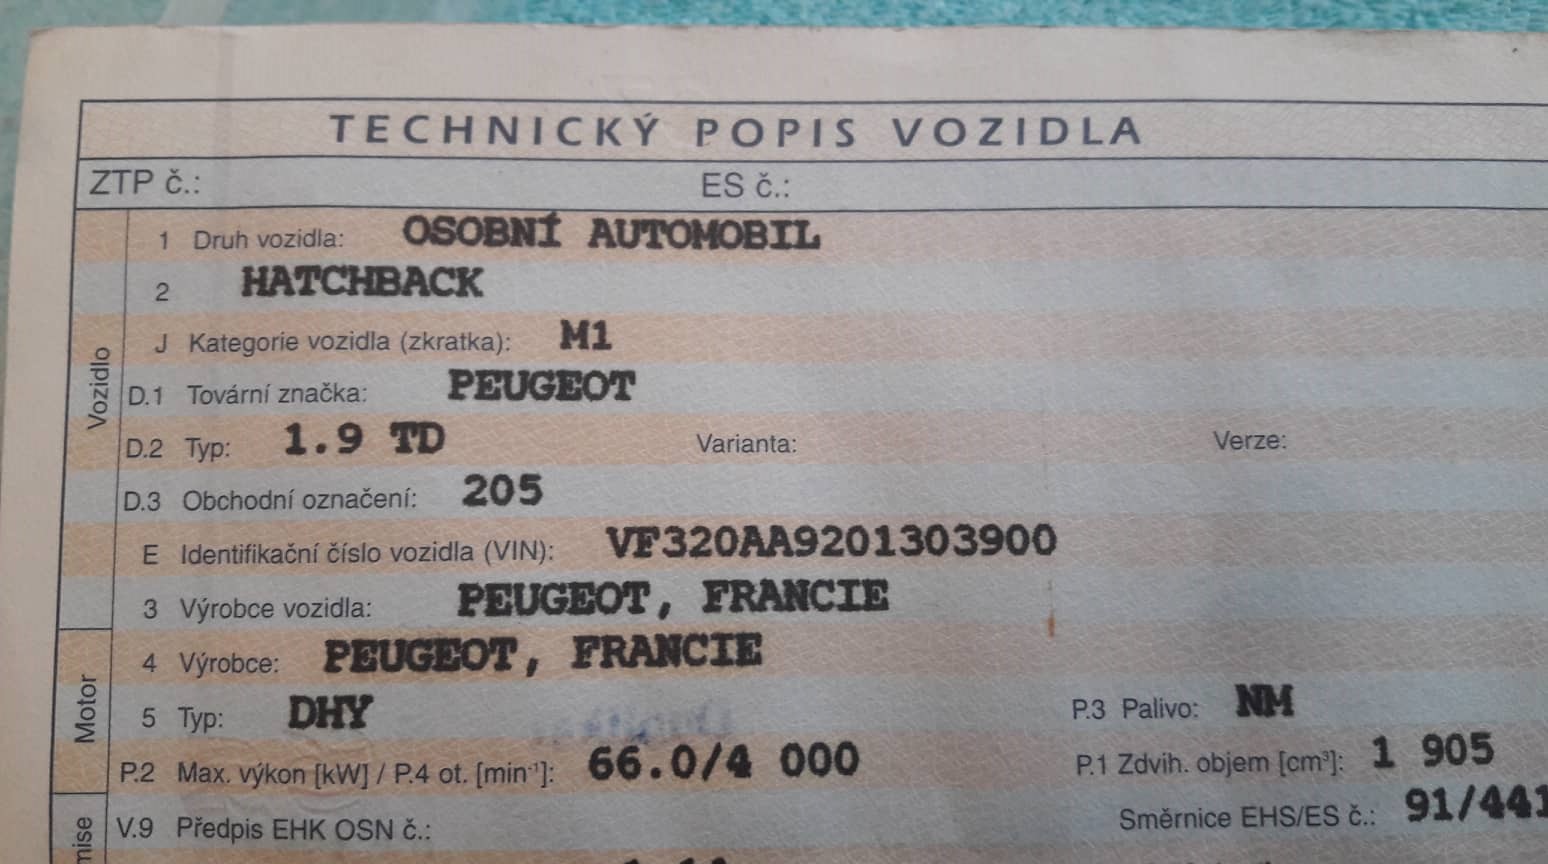 TECHNICKÝ POPIS VOZIDLA
ZTP č.: ES č.:
Vozidlo
1 Druh vozidla: OSOBNÍ AUTOMOBIL
2 HATCHBACK
J Kategorie vozidla (zkratka): M1
D.1 Tovární značka: PEUGEOT
D.2 Typ: 1.9 TD Varianta: Verze:
D.3 Obchodní označení: 205
E Identifikační číslo vozidla (VIN): VF320AA9201303900
3 Výrobce vozidla: PEUGEOT, FRANCIE
Motor
4 Výrobce: PEUGEOT, FRANCIE
5 Typ: DHY P.3 Palivo: NM
P.2 Max. výkon [kW] / P.4 ot. [min⁻¹]: 66.0/4 000 P.1 Zdvih. objem [cm³]: 1 905
V.9 Předpis EHK OSN č.: Směrnice EHS/ES č.: 91/441